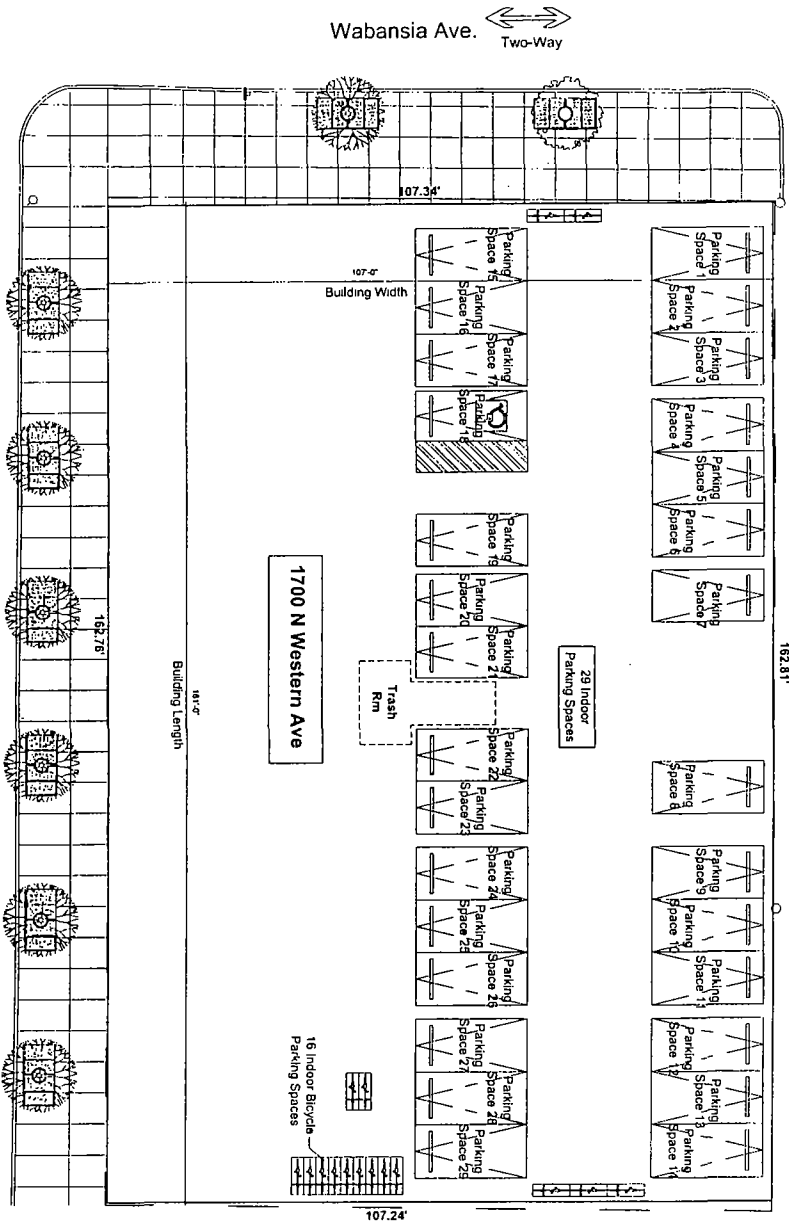 Wabansia Ave.
Two-Way
107.34'
107'-0"
Building Width
Parking
Space 15
Parking
Space 16
Parking
Space 17
Parking
Space 18
Parking
Space 19
Parking
Space 20
Parking
Space 21
Parking
Space 22
Parking
Space 23
Parking
Space 24
Parking
Space 25
Parking
Space 26
Parking
Space 27
Parking
Space 28
Parking
Space 29
Parking
Space 1
Parking
Space 2
Parking
Space 3
Parking
Space 4
Parking
Space 5
Parking
Space 6
Parking
Space 7
Parking
Space 8
Parking
Space 9
Parking
Space 10
Parking
Space 11
Parking
Space 12
Parking
Space 13
Parking
Space 14
162.81'
29 Indoor
Parking Spaces
Trash
Rm
1700 N Western Ave
161'-0"
Building Length
162.76'
16 Indoor Bicycle
Parking Spaces
107.24'